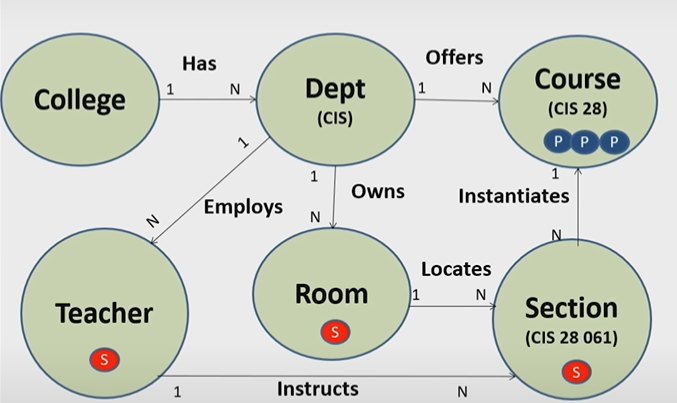 Has
Offers
College
1
N
Dept
(CIS)
1
N
Course
(CIS 28)
P P P
1
N
Employs
1
N
Owns
1
N
Instantiates
Teacher
S
Room
S
Locates
1
N
Section
(CIS 28 061)
S
1
Instructs
N